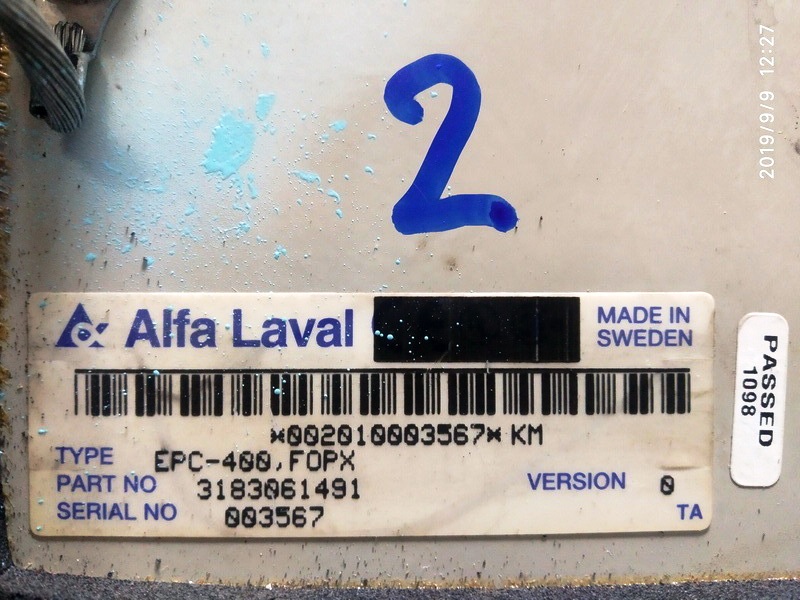 2
2019/9/9 12:27
Alfa Laval
MADE IN
SWEDEN
*002010003567* KM
TYPE EPC-400,FOPX
PART NO 3183061491
VERSION 0
SERIAL NO 003567
TA
PASSED
1098